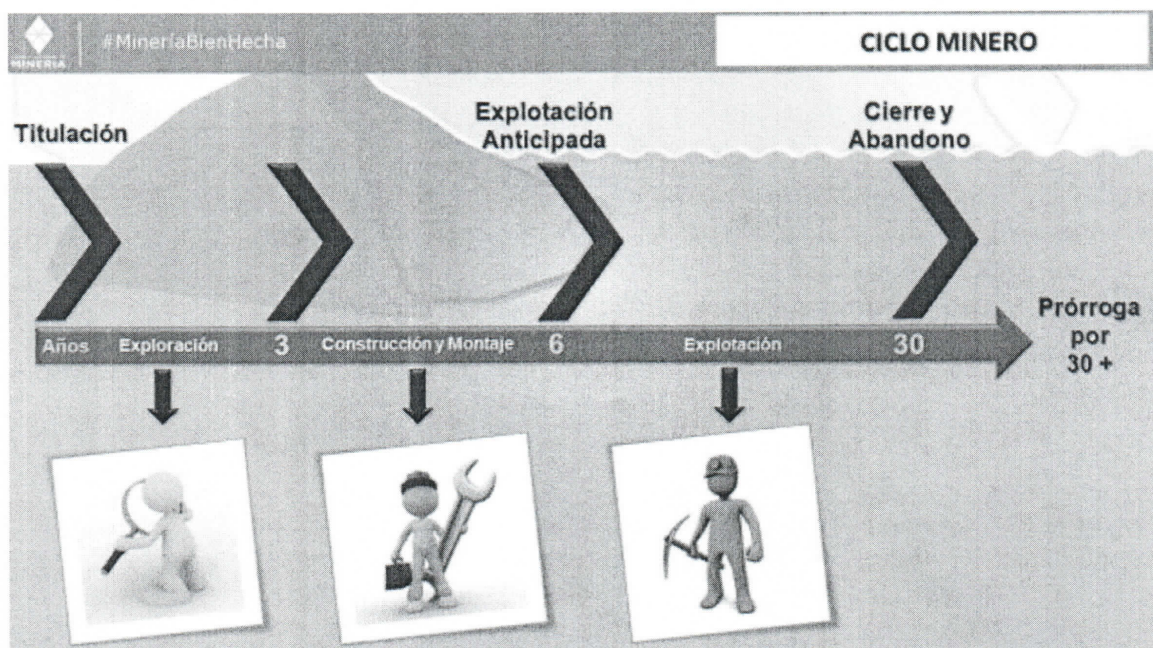 #MineríaBienHecha
MINERÍA
CICLO MINERO
Titulación
Explotación
Anticipada
Cierre y
Abandono
Años
Exploración
3
Construcción y Montaje
6
Explotación
30
Prórroga
por
30 +